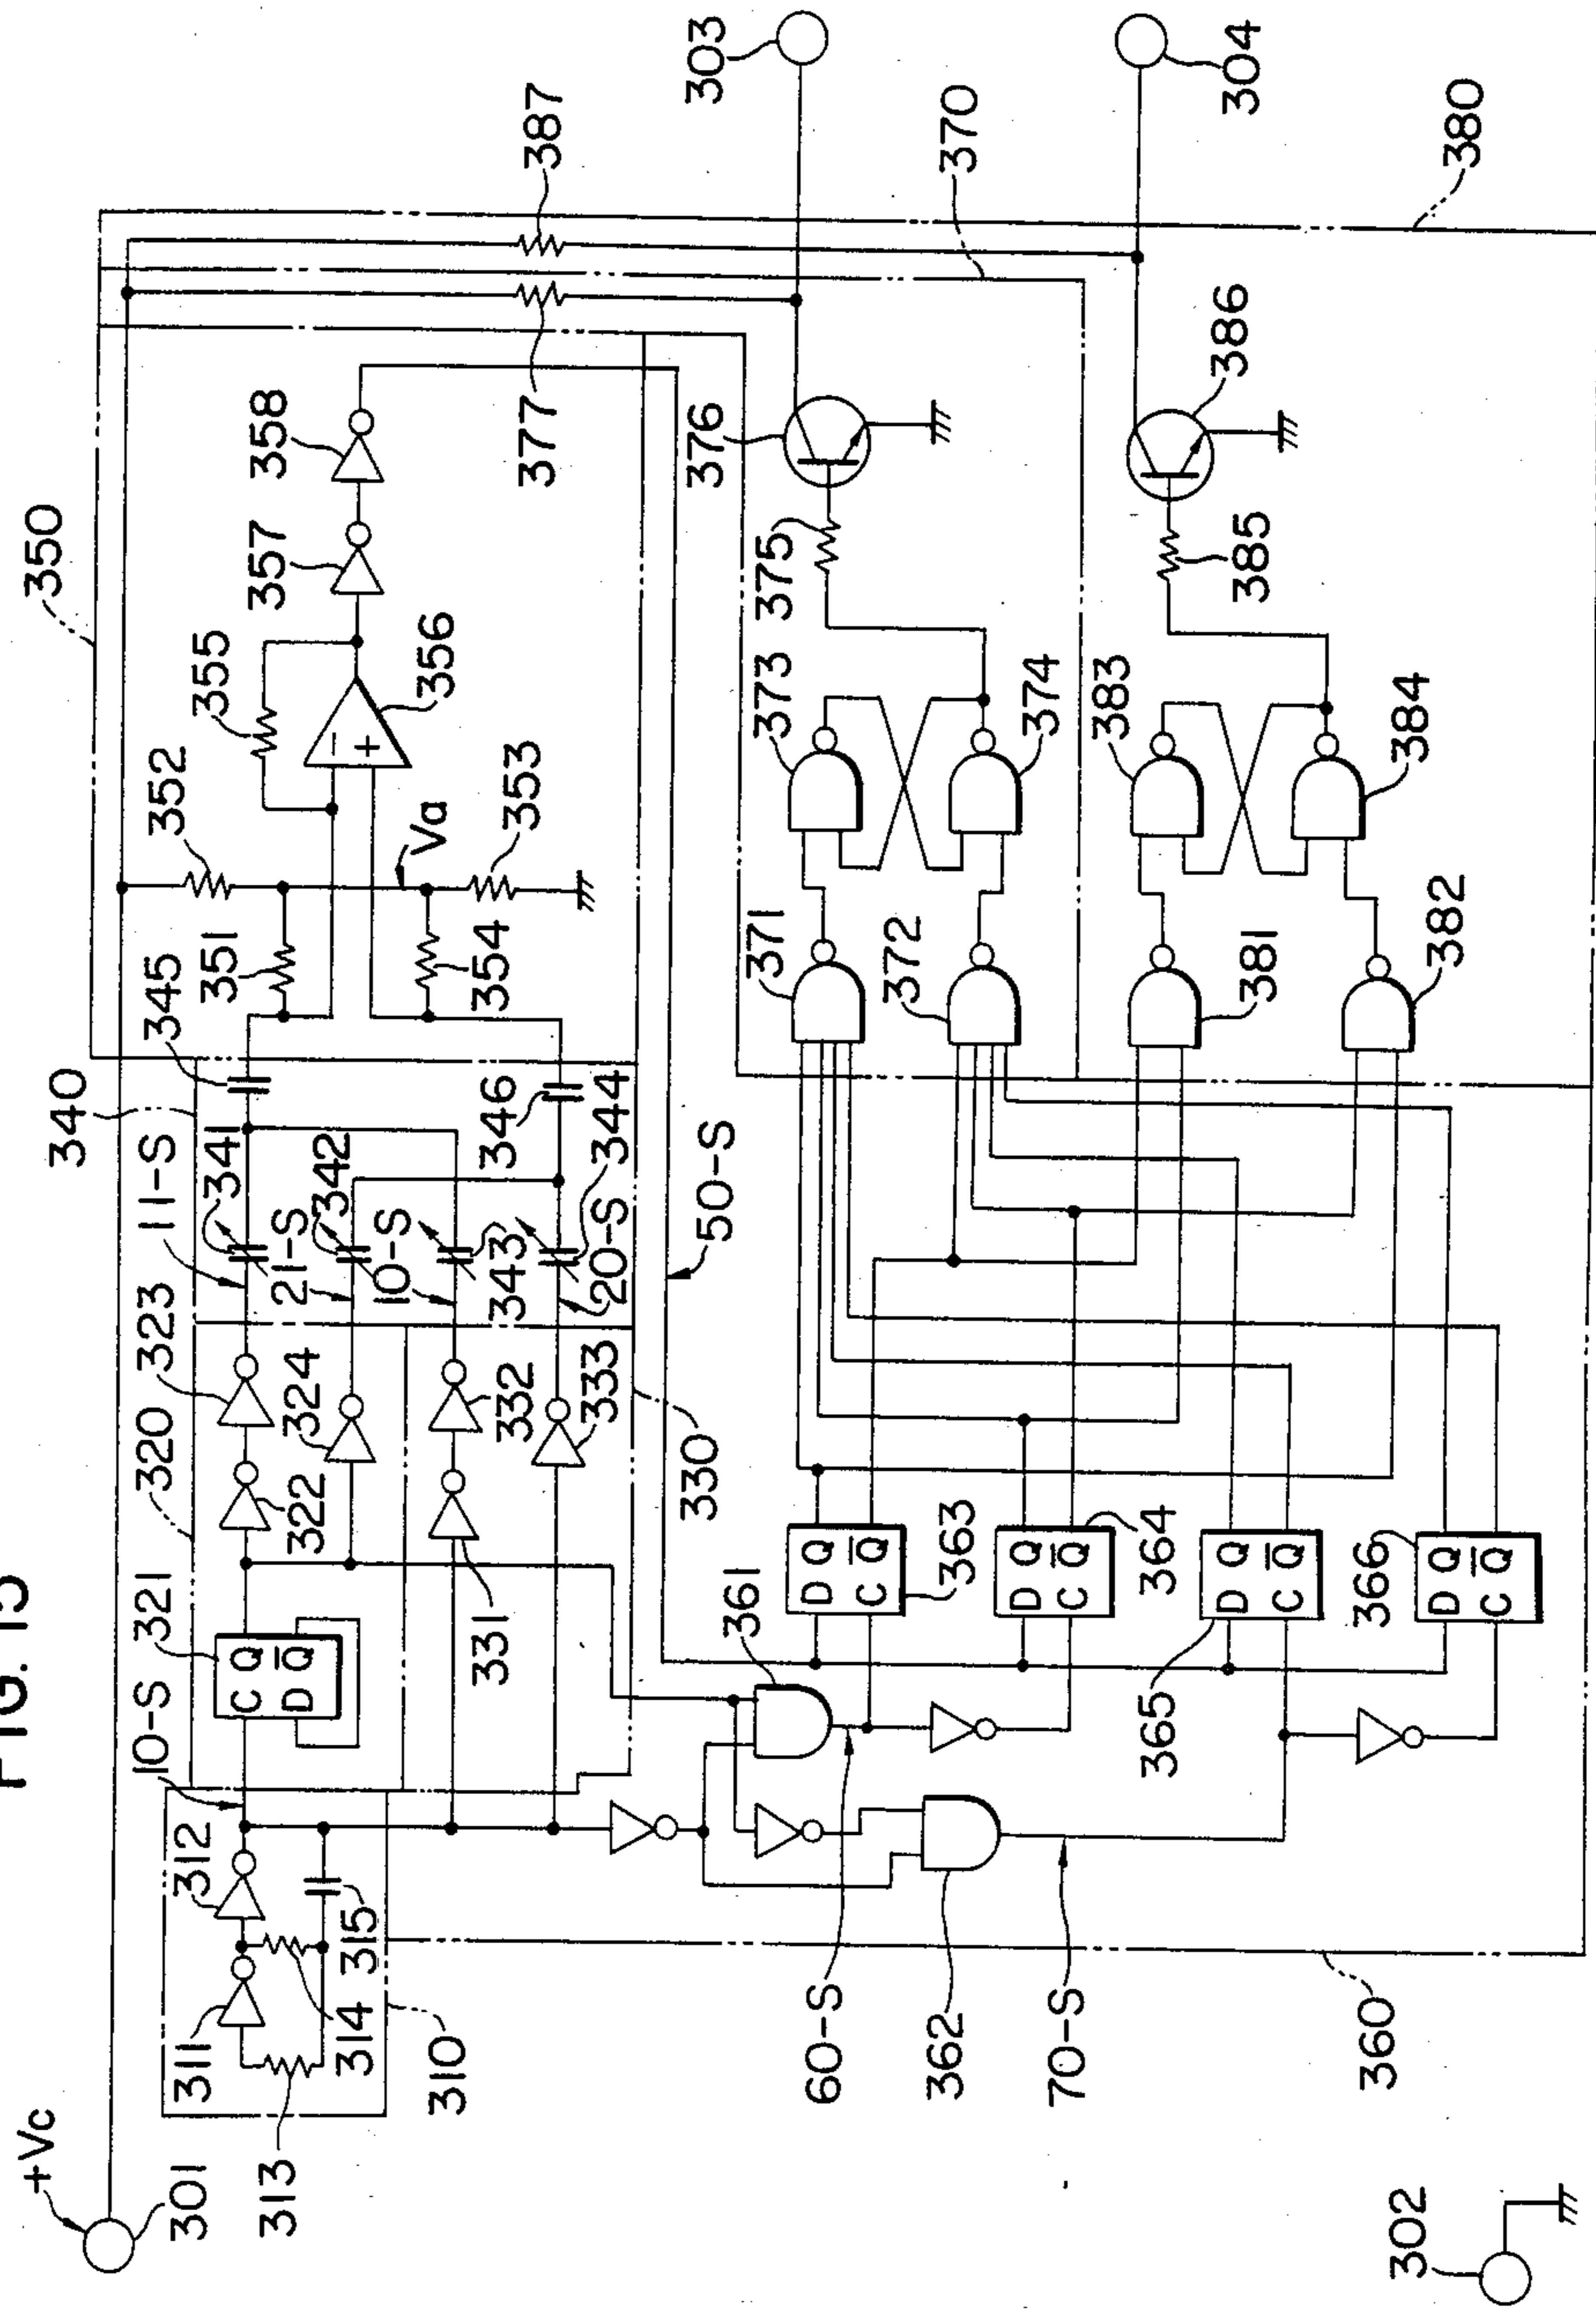 FIG. 15
+Vc
301
302
303
304
310
311
312
313
314
315
10-S
320
321
C Q
D Q̅
322
323
324
330
331
332
333
340
11-S
341
21-S
342
10-S
343
20-S
344
345
346
350
351
352
353
354
355
356
−
+
Va
357
358
50-S
360
361
362
60-S
70-S
363
D Q
C Q̅
364
D Q
C Q̅
365
D Q
C Q̅
366
D Q
C Q̅
370
371
372
373
374
375
376
377
380
381
382
383
384
385
386
387